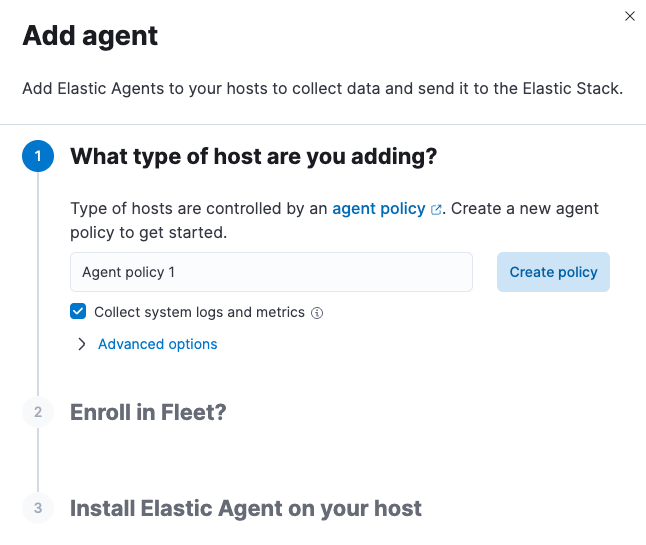 Add agent
Add Elastic Agents to your hosts to collect data and send it to the Elastic Stack.
1
What type of host are you adding?
Type of hosts are controlled by an agent policy. Create a new agent
policy to get started.
Agent policy 1
Create policy
Collect system logs and metrics
Advanced options
2
Enroll in Fleet?
3
Install Elastic Agent on your host